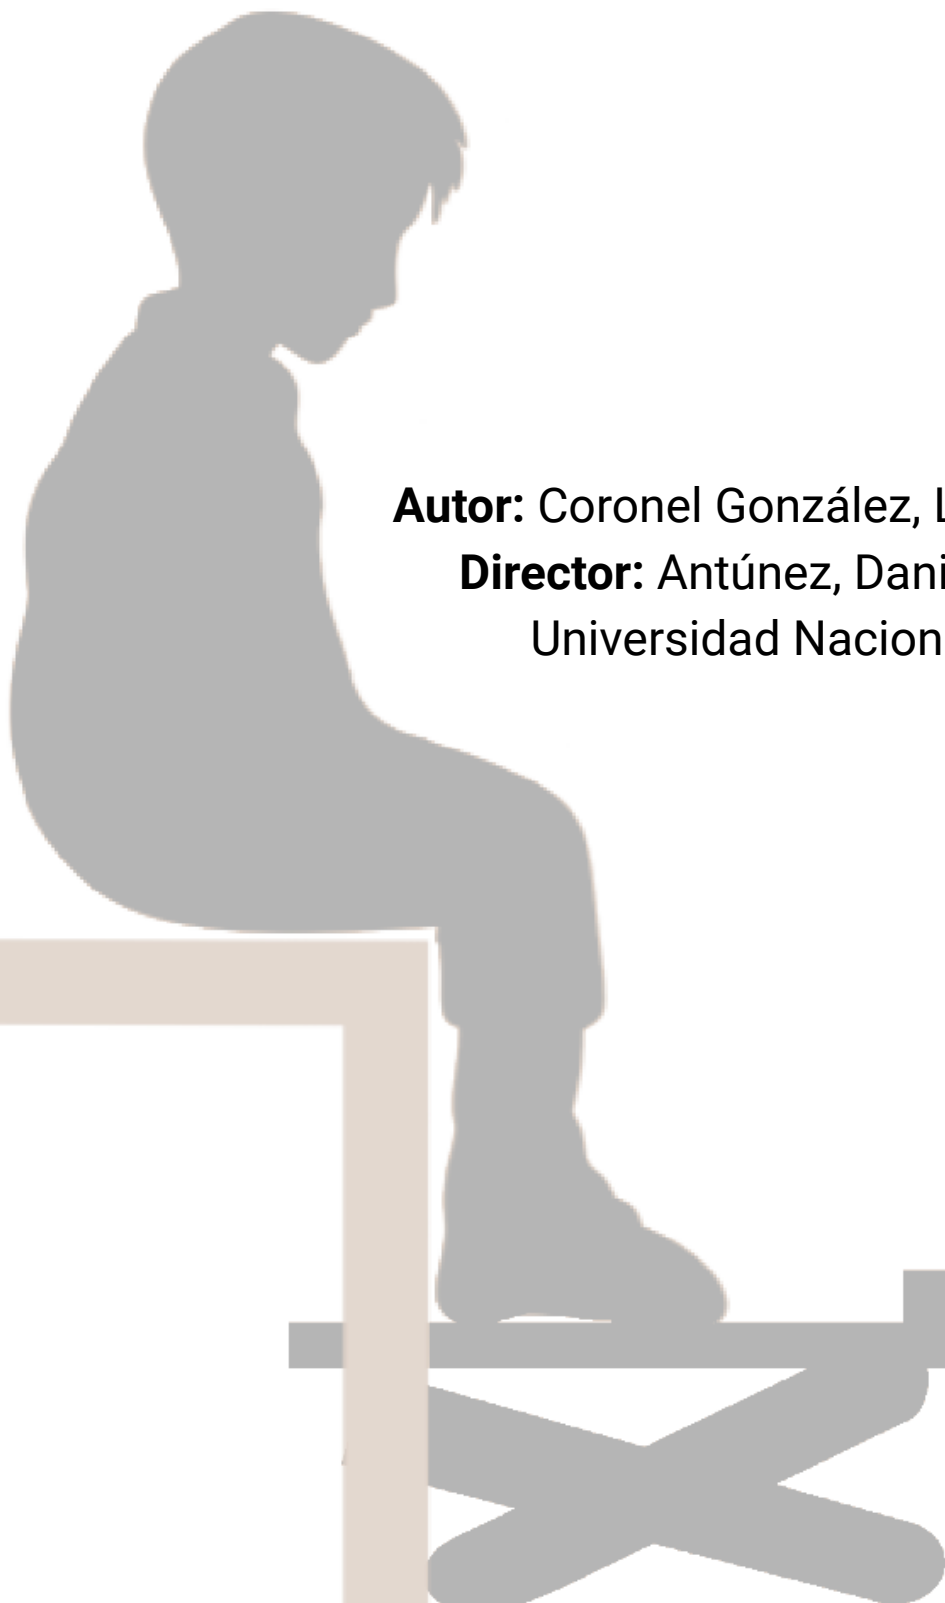 Autor: Coronel González,
Director: Antúnez, Dani
Universidad Nacion